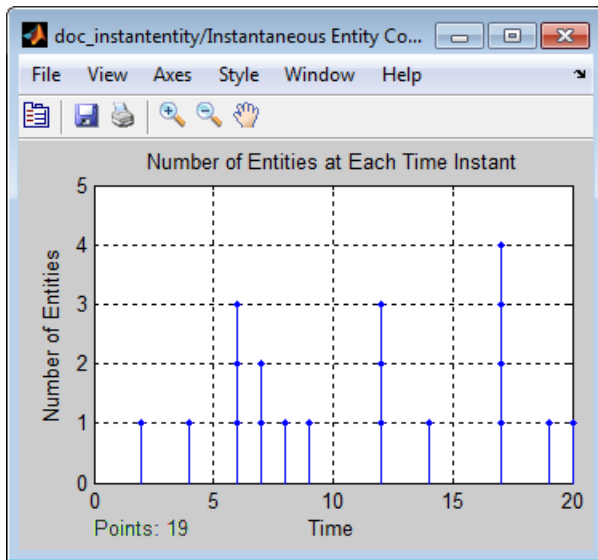 doc_instantentity/Instantaneous Entity Co...
File View Axes Style Window Help
Number of Entities at Each Time Instant
5
4
3
2
1
0
Number of Entities
0 5 10 15 20
Points: 19 Time